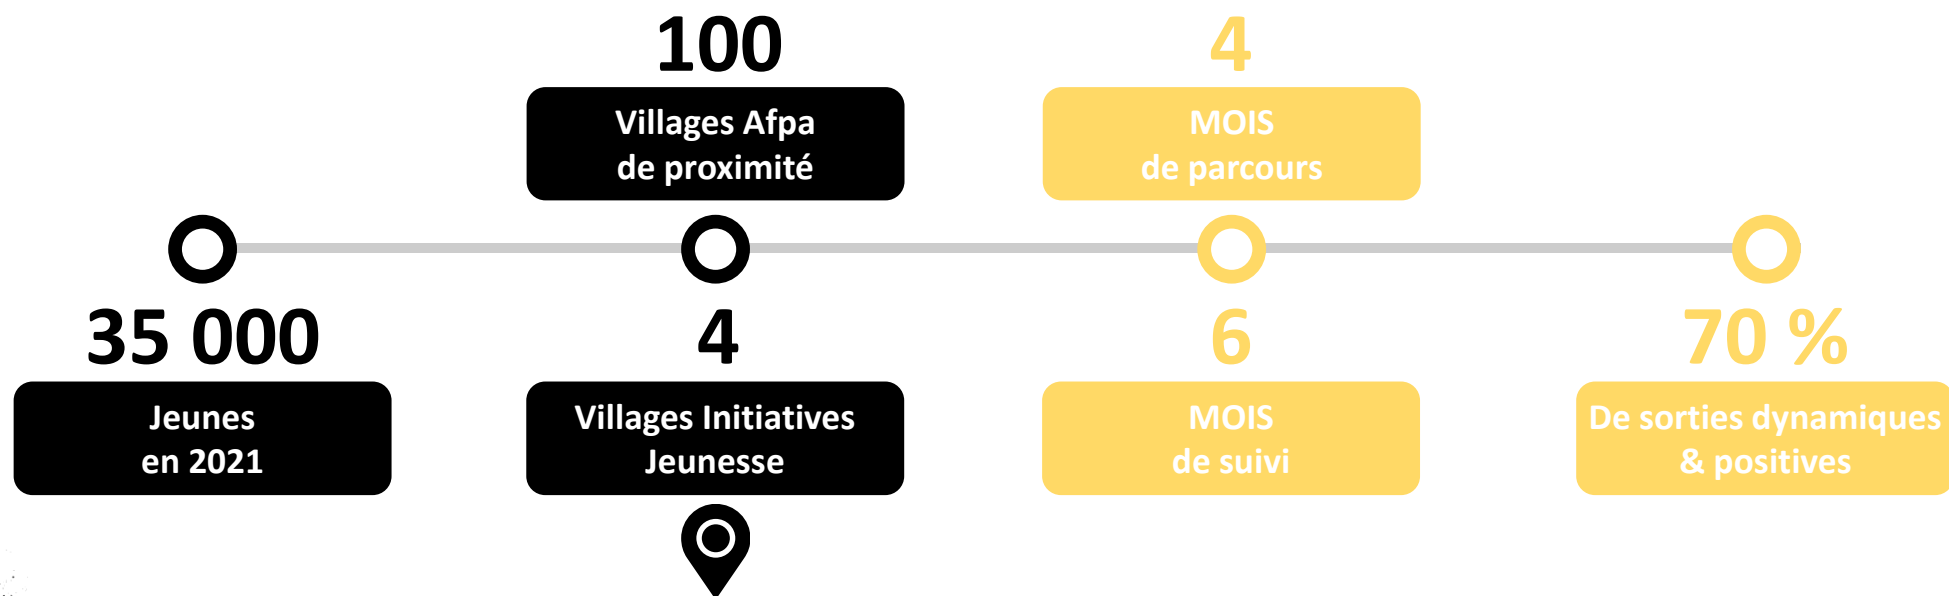 100
Villages Afpa
de proximité
4
MOIS
de parcours
35 000
Jeunes
en 2021
4
Villages Initiatives
Jeunesse
6
MOIS
de suivi
70 %
De sorties dynamiques
& positives